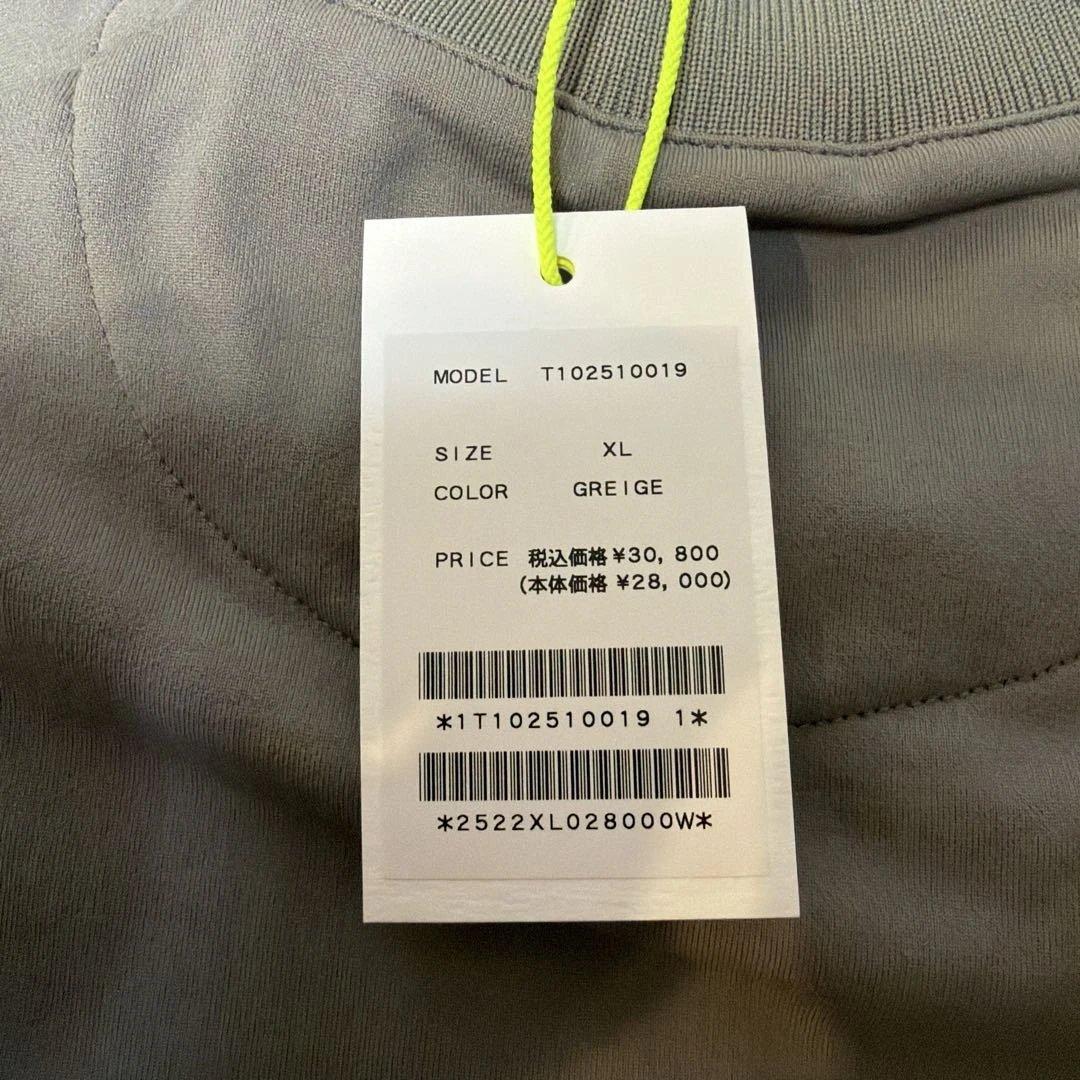 MODEL T102510019
SIZE XL
COLOR GREIGE
PRICE 税込価格 ¥30,800
(本体価格 ¥28,000)
*1T102510019 1*
*2522XL028000W*